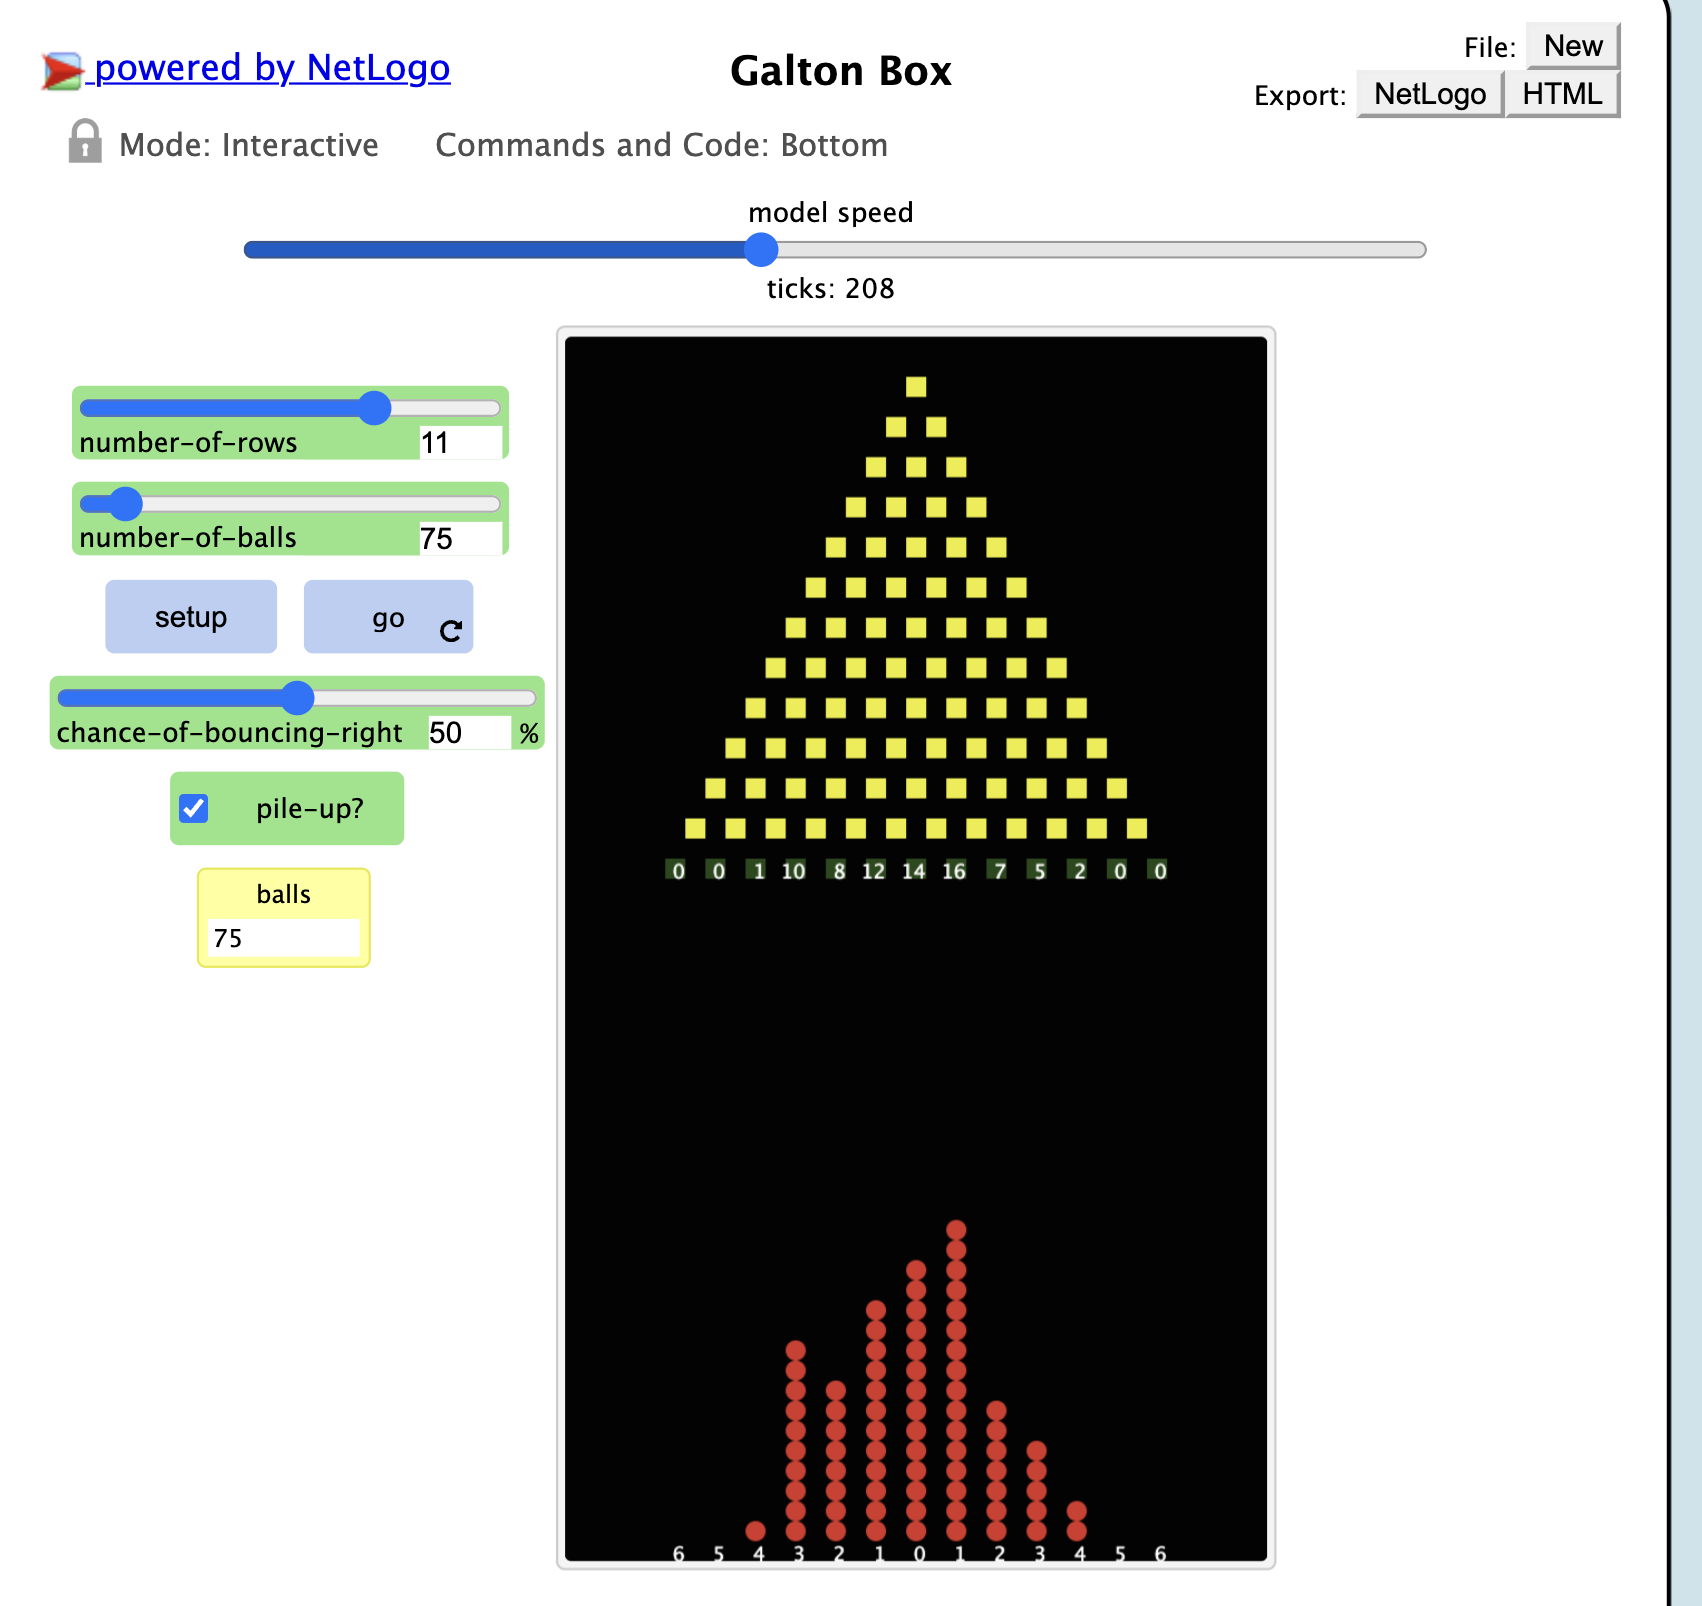 powered by NetLogo
Galton Box
File: New
Export: NetLogo HTML
Mode: Interactive Commands and Code: Bottom
model speed
ticks: 208
number-of-rows 11
number-of-balls 75
setup go
chance-of-bouncing-right 50 %
pile-up?
balls
75
0 0 1 10 8 12 14 16 7 5 2 0 0
6 5 4 3 2 1 0 1 2 3 4 5 6